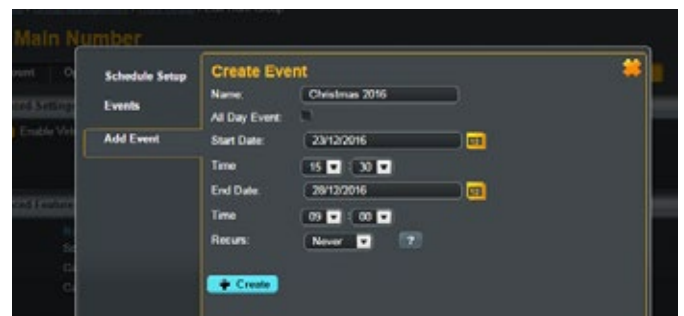 Main Number
Schedule Setup
Events
Add Event
Create Event
Name: Christmas 2016
All Day Event:
Start Date: 23/12/2016
Time 15 : 30
End Date: 28/12/2016
Time 09 : 00
Recurs: Never ?
Create